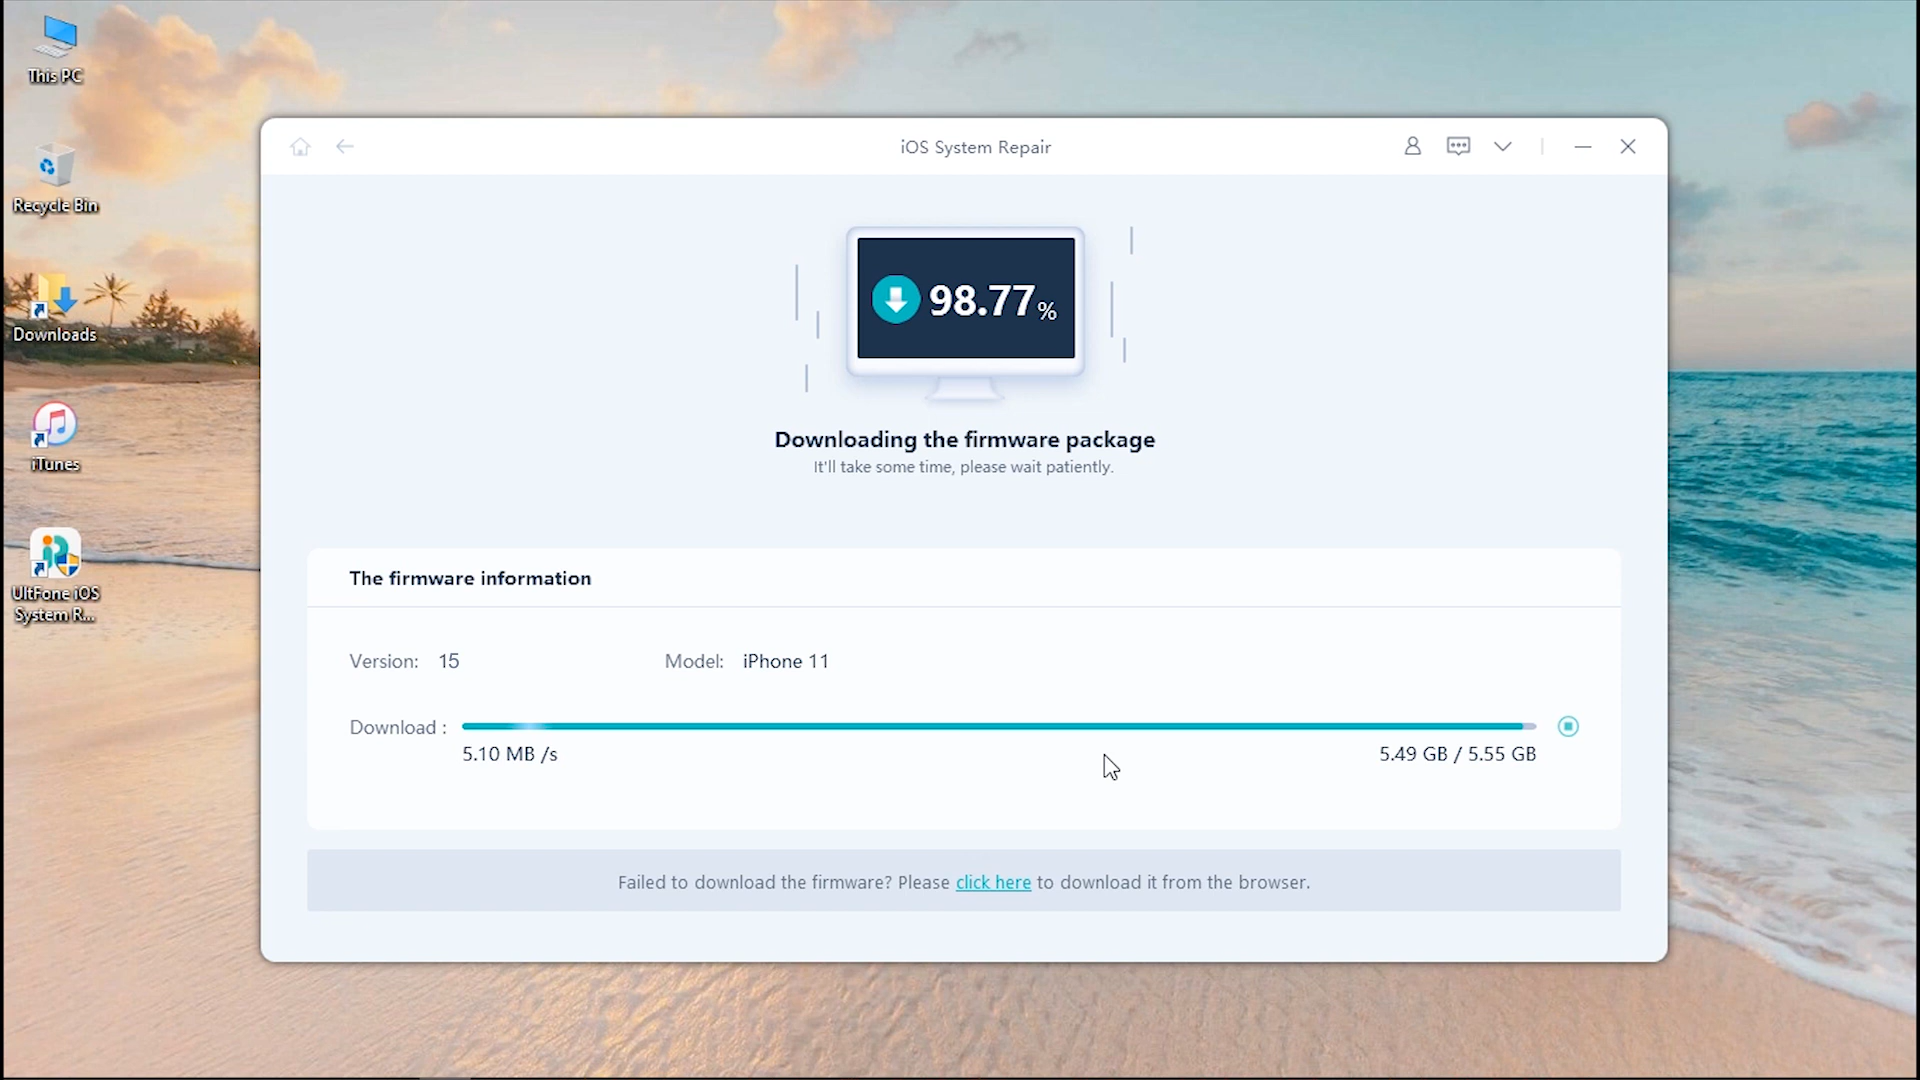 This PC
Recycle Bin
Downloads
iTunes
UltFone iOS
System R...
iOS System Repair
98.77%
Downloading the firmware package
It'll take some time, please wait patiently.
The firmware information
Version: 15 Model: iPhone 11
Download :
5.10 MB /s 5.49 GB / 5.55 GB
Failed to download the firmware? Please click here to download it from the browser.